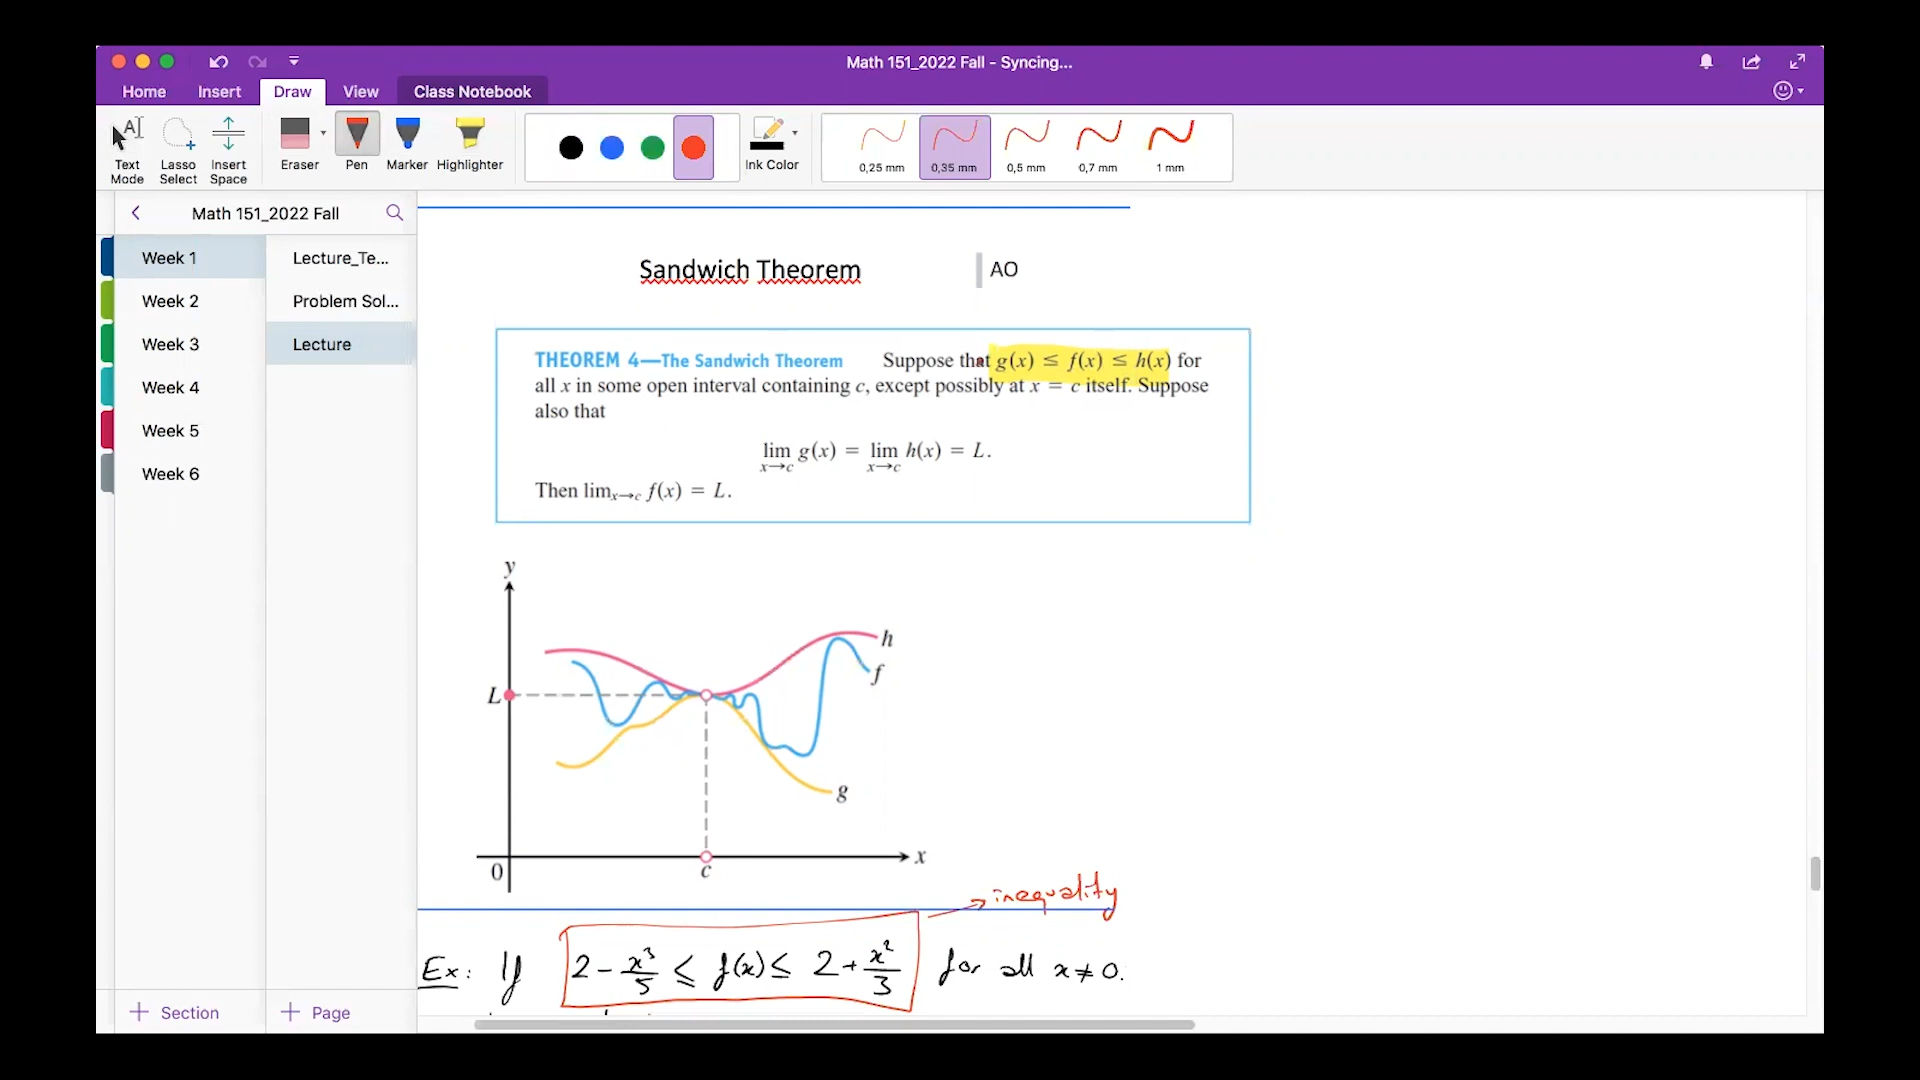 Math 151_2022 Fall - Syncing...
Home Insert Draw View Class Notebook
Text Mode
Lasso Select
Insert Space
Eraser
Pen
Marker
Highlighter
Ink Color
0,25 mm
0,35 mm
0,5 mm
0,7 mm
1 mm
Math 151_2022 Fall
Week 1
Week 2
Week 3
Week 4
Week 5
Week 6
Lecture_Te...
Problem Sol...
Lecture
Section
Page
Sandwich Theorem
AO
THEOREM 4—The Sandwich Theorem Suppose that g(x) ≤ f(x) ≤ h(x) for
all x in some open interval containing c, except possibly at x = c itself. Suppose
also that
lim x→c g(x) = lim x→c h(x) = L.
Then lim x→c f(x) = L.
y
h
f
L
g
0
c
x
inequality
Ex: If 2 - x³/5 ≤ f(x) ≤ 2 + x²/3 for all x ≠ 0.